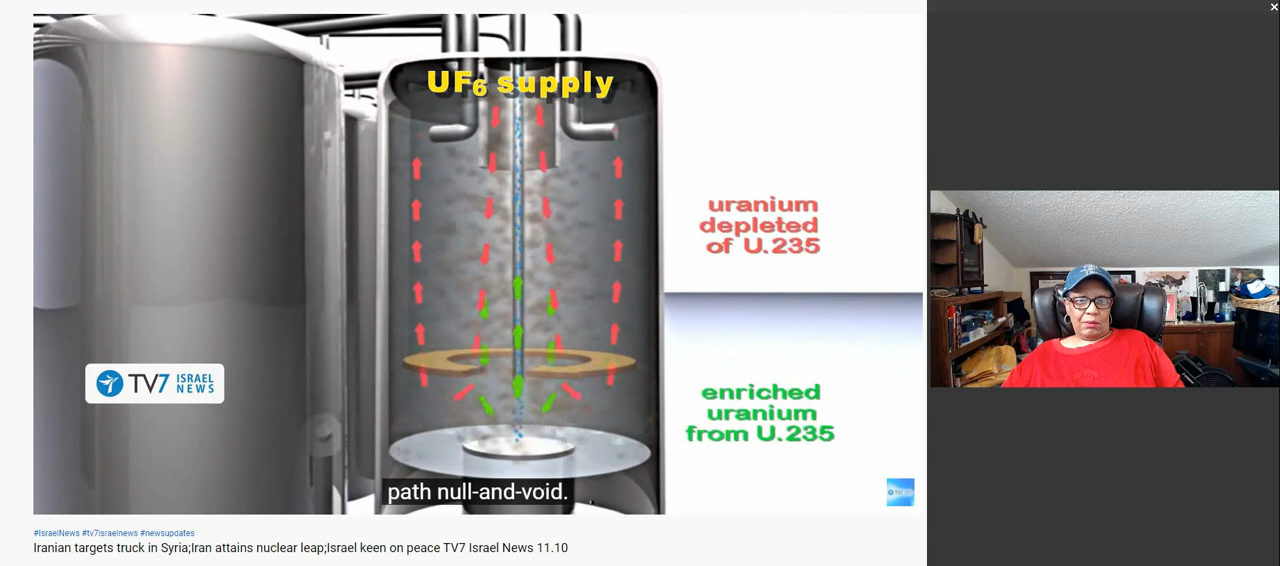 UF6 supply
uranium
depleted
of U.235
TV7 ISRAEL
NEWS
enriched
uranium
from U.235
path null-and-void.
#IsraelNews #tv7israelnews #newsupdates
Iranian targets truck in Syria;Iran attains nuclear leap;Israel keen on peace TV7 Israel News 11.10